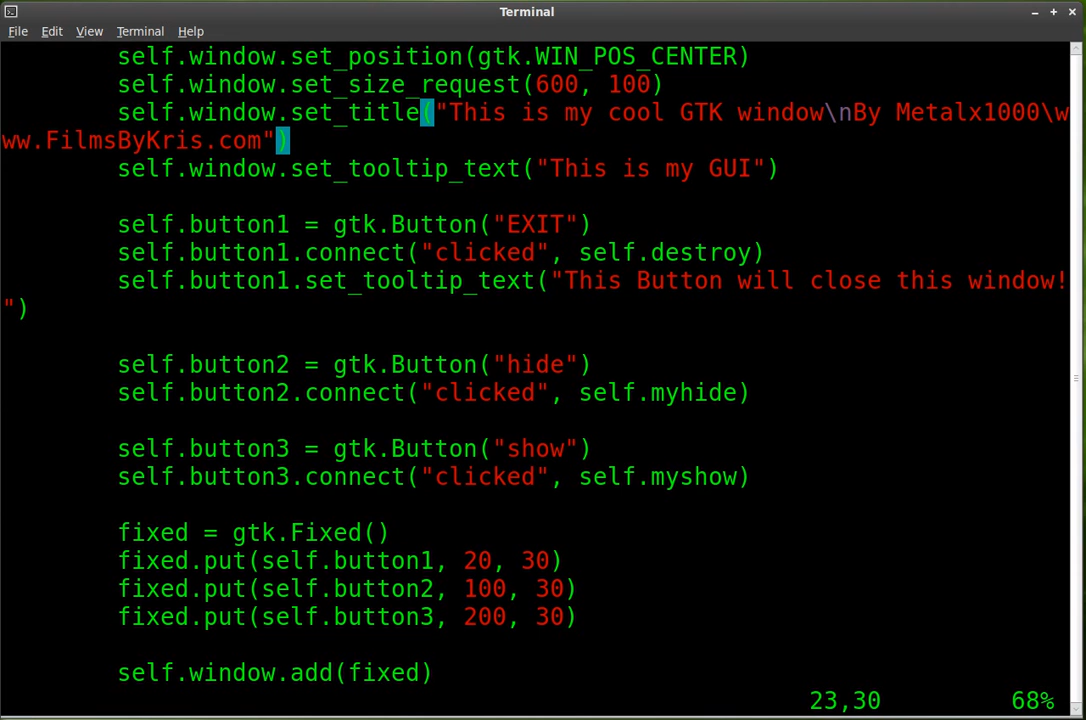 Terminal
File Edit View Terminal Help
self.window.set_position(gtk.WIN_POS_CENTER)
self.window.set_size_request(600, 100)
self.window.set_title("This is my cool GTK window\nBy Metalx1000\w
ww.FilmsByKris.com")
self.window.set_tooltip_text("This is my GUI")
self.button1 = gtk.Button("EXIT")
self.button1.connect("clicked", self.destroy)
self.button1.set_tooltip_text("This Button will close this window!
")
self.button2 = gtk.Button("hide")
self.button2.connect("clicked", self.myhide)
self.button3 = gtk.Button("show")
self.button3.connect("clicked", self.myshow)
fixed = gtk.Fixed()
fixed.put(self.button1, 20, 30)
fixed.put(self.button2, 100, 30)
fixed.put(self.button3, 200, 30)
self.window.add(fixed)
23,30 68%